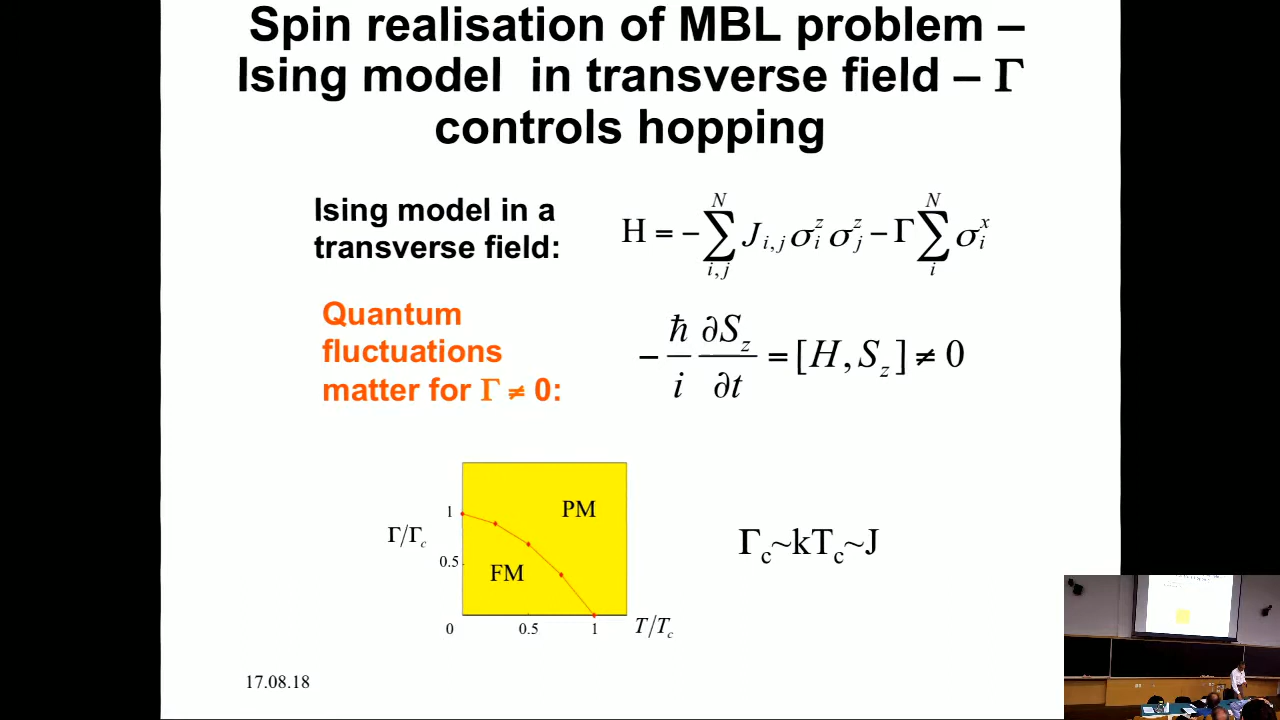 Spin realisation of MBL problem –
Ising model in transverse field – Γ
controls hopping
Ising model in a
transverse field:
H = − ∑_{i,j}^{N} J_{i,j} σ_i^z σ_j^z − Γ ∑_i^N σ_i^x
Quantum
fluctuations
matter for Γ ≠ 0:
− ħ/i ∂S_z/∂t = [H, S_z] ≠ 0
1
Γ/Γ_c
0.5
PM
FM
0
0.5
1
T/T_c
Γ_c~kT_c~J
17.08.18